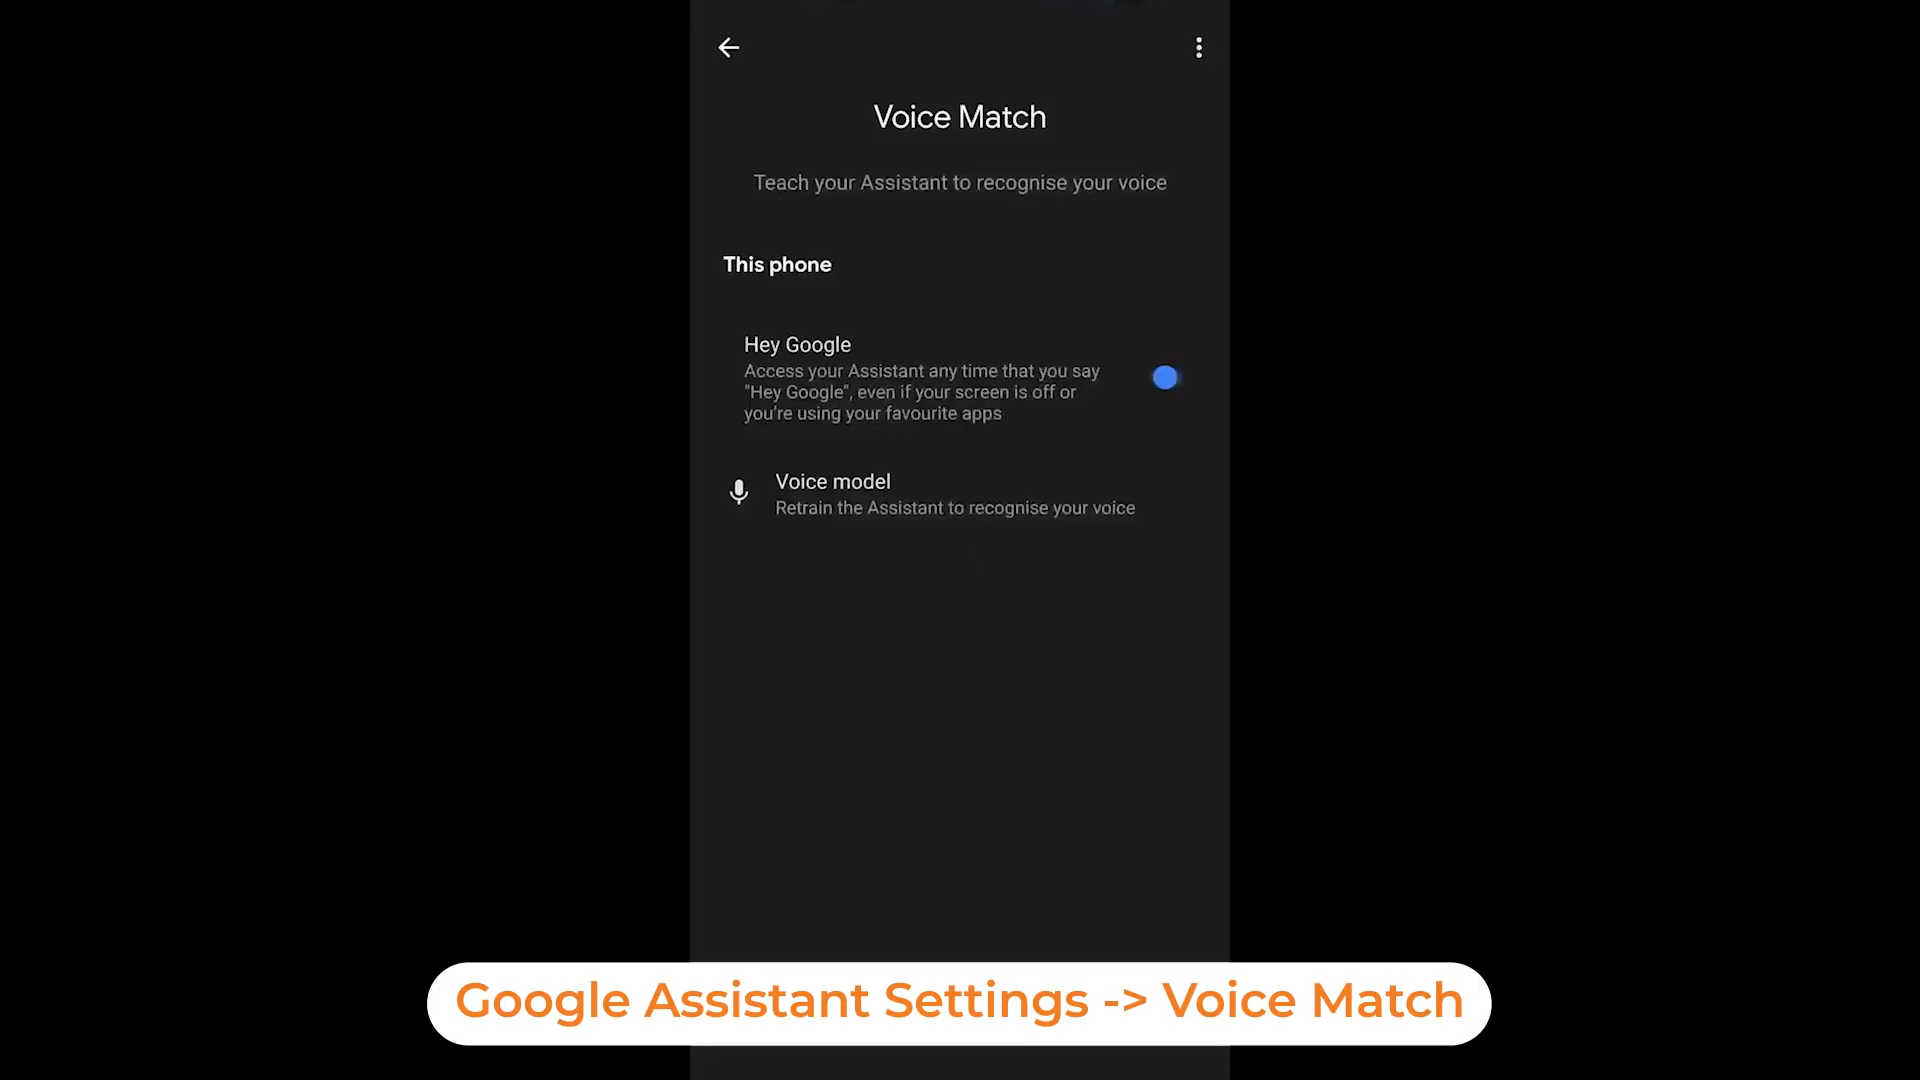 Voice Match
Teach your Assistant to recognise your voice
This phone
Hey Google
Access your Assistant any time that you say
"Hey Google", even if your screen is off or
you're using your favourite apps
Voice model
Retrain the Assistant to recognise your voice
Google Assistant Settings -> Voice Match